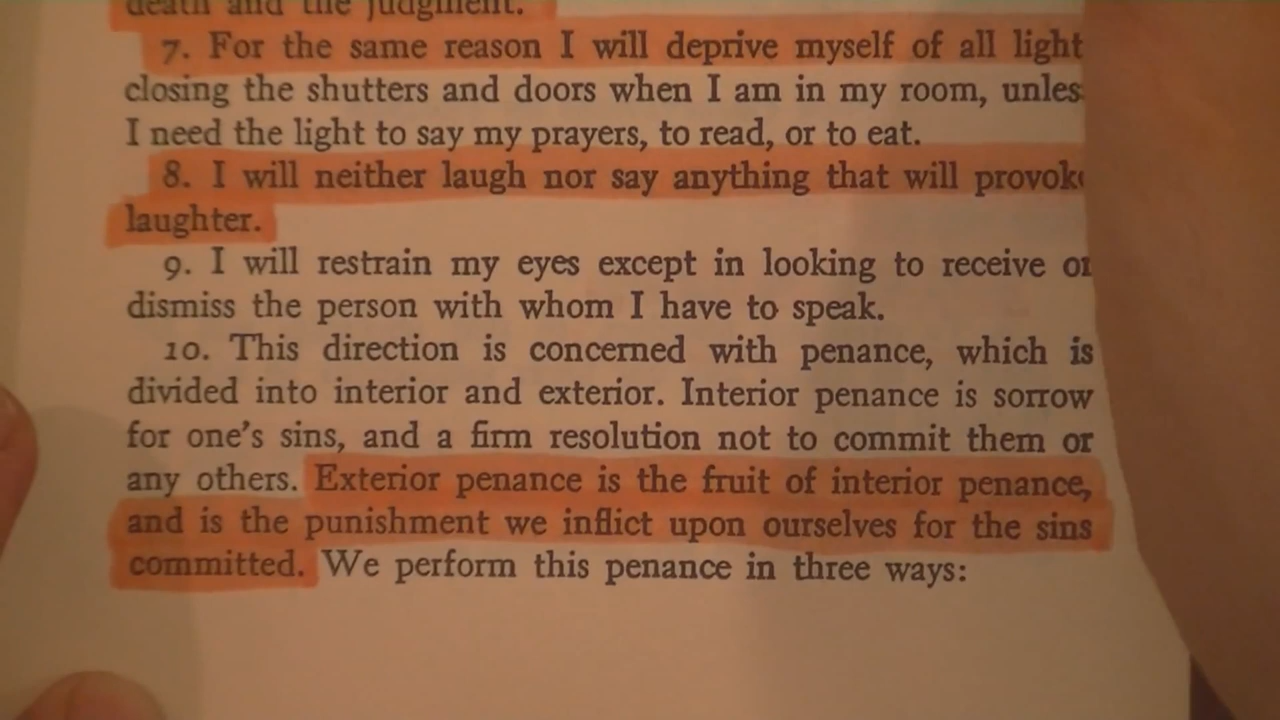 death and the judgment.
7. For the same reason I will deprive myself of all light
closing the shutters and doors when I am in my room, unles
I need the light to say my prayers, to read, or to eat.
8. I will neither laugh nor say anything that will provok
laughter.
9. I will restrain my eyes except in looking to receive or
dismiss the person with whom I have to speak.
10. This direction is concerned with penance, which is
divided into interior and exterior. Interior penance is sorrow
for one's sins, and a firm resolution not to commit them or
any others. Exterior penance is the fruit of interior penance,
and is the punishment we inflict upon ourselves for the sins
committed. We perform this penance in three ways: